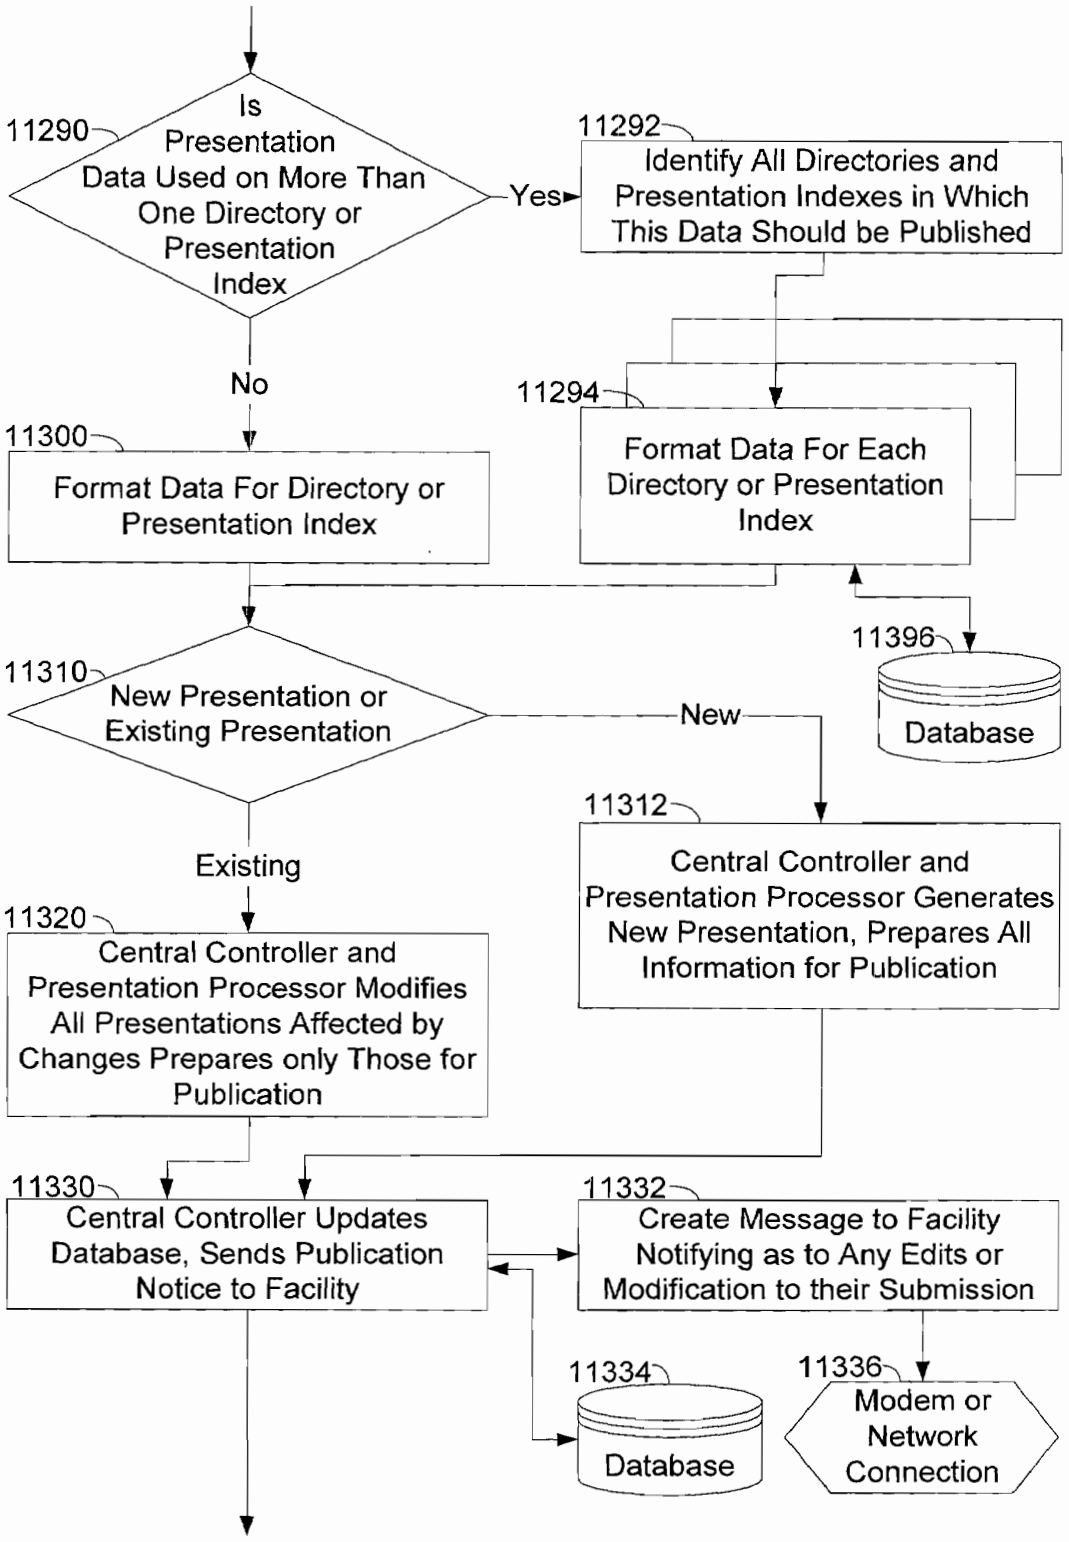 11290
Is
Presentation
Data Used on More Than
One Directory or
Presentation
Index
Yes
11292
Identify All Directories and
Presentation Indexes in Which
This Data Should be Published
No
11294
Format Data For Each
Directory or Presentation
Index
11300
Format Data For Directory or
Presentation Index
11396
Database
11310
New Presentation or
Existing Presentation
New
11312
Central Controller and
Presentation Processor Generates
New Presentation, Prepares All
Information for Publication
Existing
11320
Central Controller and
Presentation Processor Modifies
All Presentations Affected by
Changes Prepares only Those for
Publication
11330
Central Controller Updates
Database, Sends Publication
Notice to Facility
11332
Create Message to Facility
Notifying as to Any Edits or
Modification to their Submission
11334
Database
11336
Modem or
Network
Connection